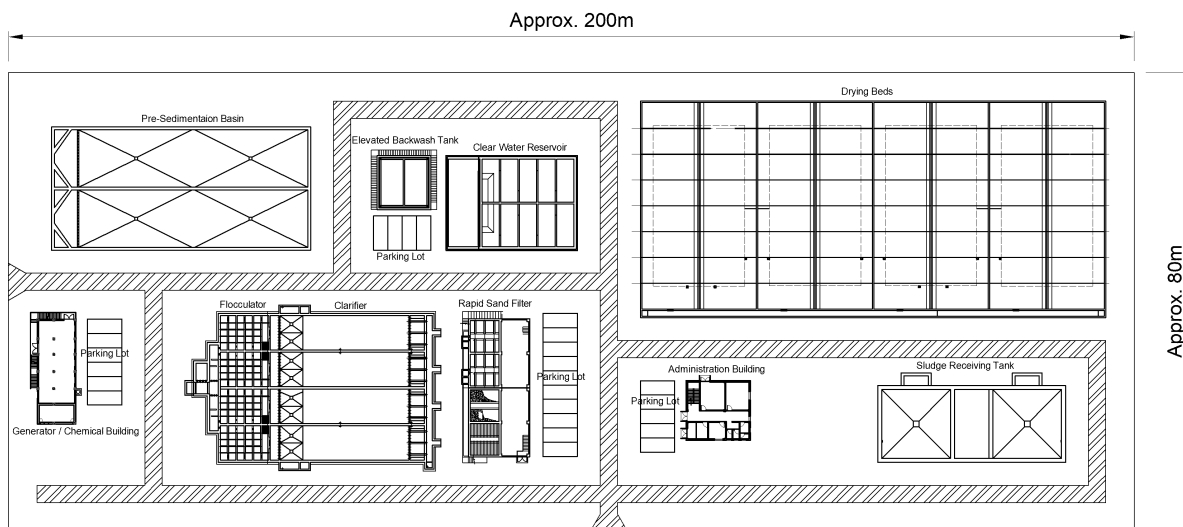 Approx. 200m
Drying Beds
Pre-Sedimentaion Basin
Elevated Backwash Tank
Clear Water Reservoir
Parking Lot
Approx. 80m
Flocculator
Clarifier
Rapid Sand Filter
Parking Lot
Parking Lot
Administration Building
Sludge Receiving Tank
Parking Lot
Generator / Chemical Building